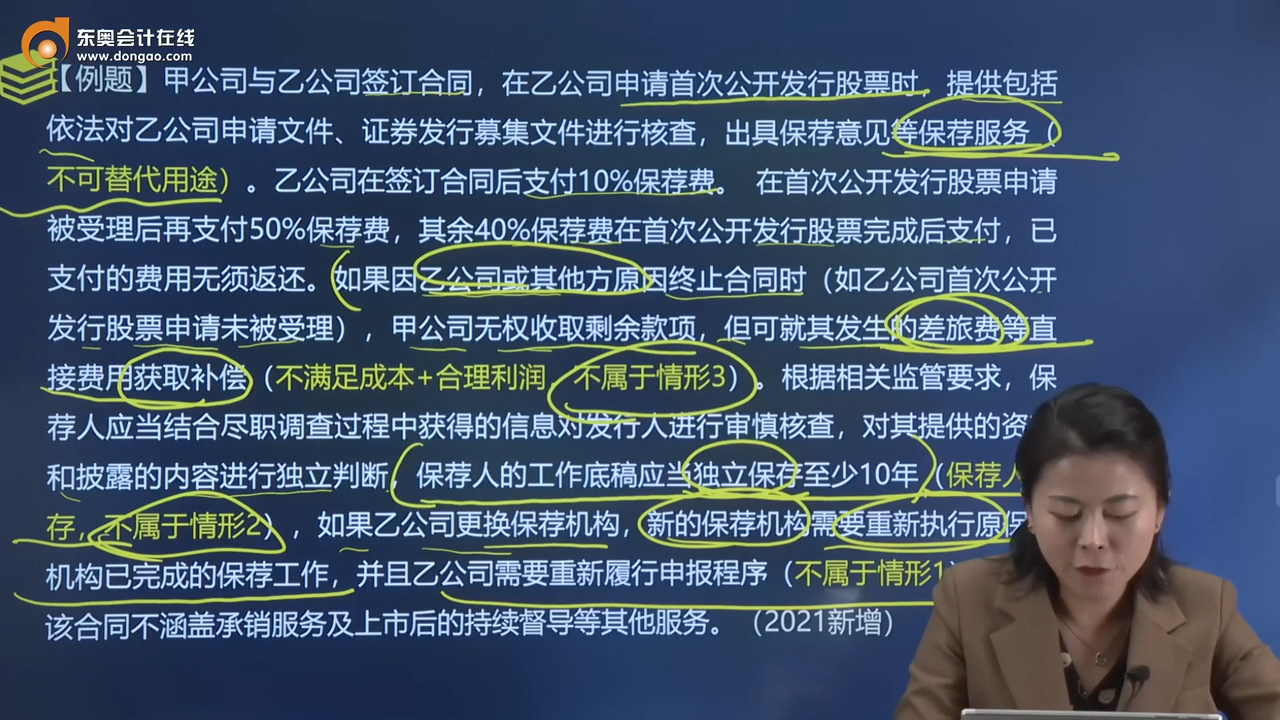 东奥会计在线
www.dongao.com
【例题】甲公司与乙公司签订合同，在乙公司申请首次公开发行股票时，提供包括
依法对乙公司申请文件、证券发行募集文件进行核查，出具保荐意见等保荐服务（
不可替代用途）。乙公司在签订合同后支付10%保荐费。 在首次公开发行股票申请
被受理后再支付50%保荐费，其余40%保荐费在首次公开发行股票完成后支付，已
支付的费用无须返还。如果因乙公司或其他方原因终止合同时（如乙公司首次公开
发行股票申请未被受理），甲公司无权收取剩余款项，但可就其发生的差旅费等直
接费用获取补偿（不满足成本+合理利润，不属于情形3）。根据相关监管要求，保
荐人应当结合尽职调查过程中获得的信息对发行人进行审慎核查，对其提供的资
和披露的内容进行独立判断，保荐人的工作底稿应当独立保存至少10年（保荐人
存，不属于情形2），如果乙公司更换保荐机构，新的保荐机构需要重新执行原保
机构已完成的保荐工作，并且乙公司需要重新履行申报程序（不属于情形1）
该合同不涵盖承销服务及上市后的持续督导等其他服务。（2021新增）